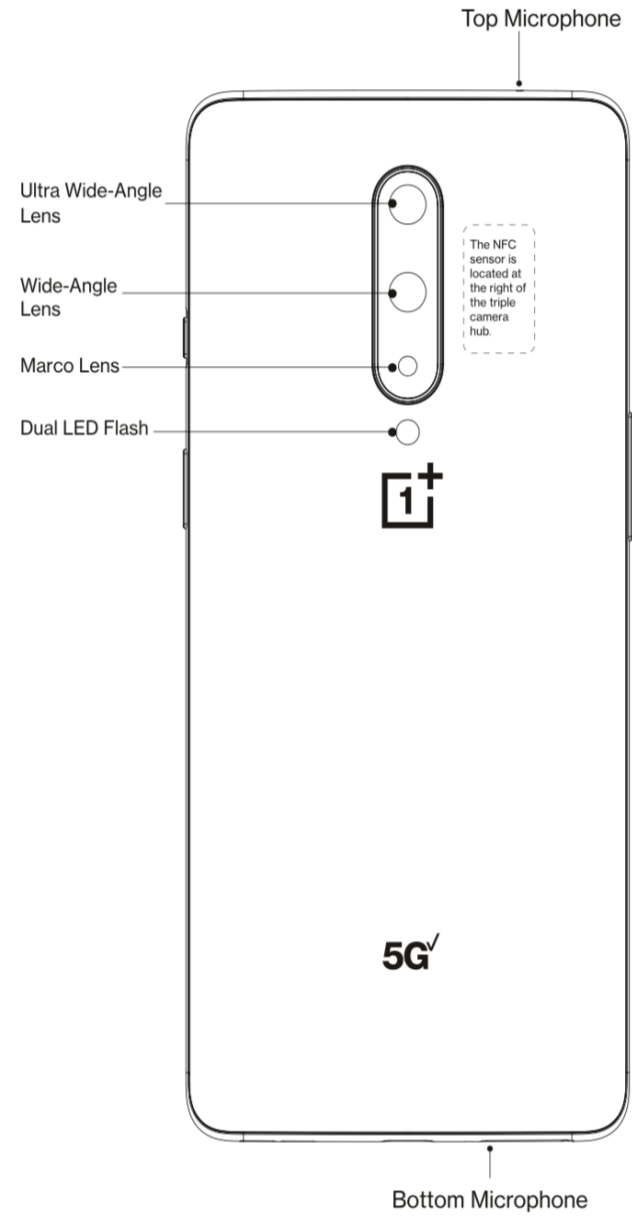 Top Microphone
Ultra Wide-Angle
Lens
The NFC
sensor is
located at
the right of
the triple
camera
hub.
Wide-Angle
Lens
Marco Lens
Dual LED Flash
1+
5G✓
Bottom Microphone